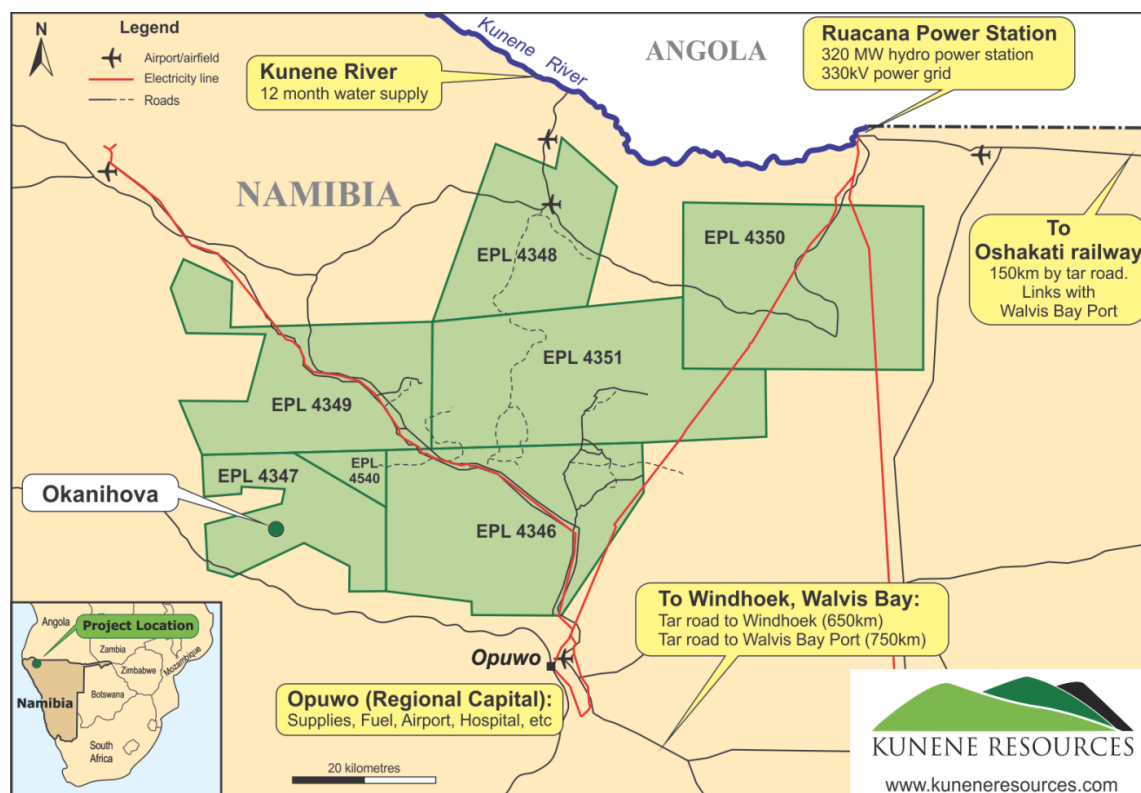 N
Legend
Airport/airfield
Electricity line
Roads
Kunene River
12 month water supply
Kunene River
ANGOLA
Ruacana Power Station
320 MW hydro power station
330kV power grid
NAMIBIA
To
Oshakati railway
150km by tar road.
Links with
Walvis Bay Port
EPL 4348
EPL 4350
EPL 4351
EPL 4349
EPL 4347
EPL
4540
EPL 4346
Okanihova
To Windhoek, Walvis Bay:
Tar road to Windhoek (650km)
Tar road to Walvis Bay Port (750km)
Opuwo
Opuwo (Regional Capital):
Supplies, Fuel, Airport, Hospital, etc
20 kilometres
Angola
Project Location
Zambia
Mozambique
Zimbabwe
Botswana
Namibia
South
Africa
KUNENE RESOURCES
www.kuneneresources.com